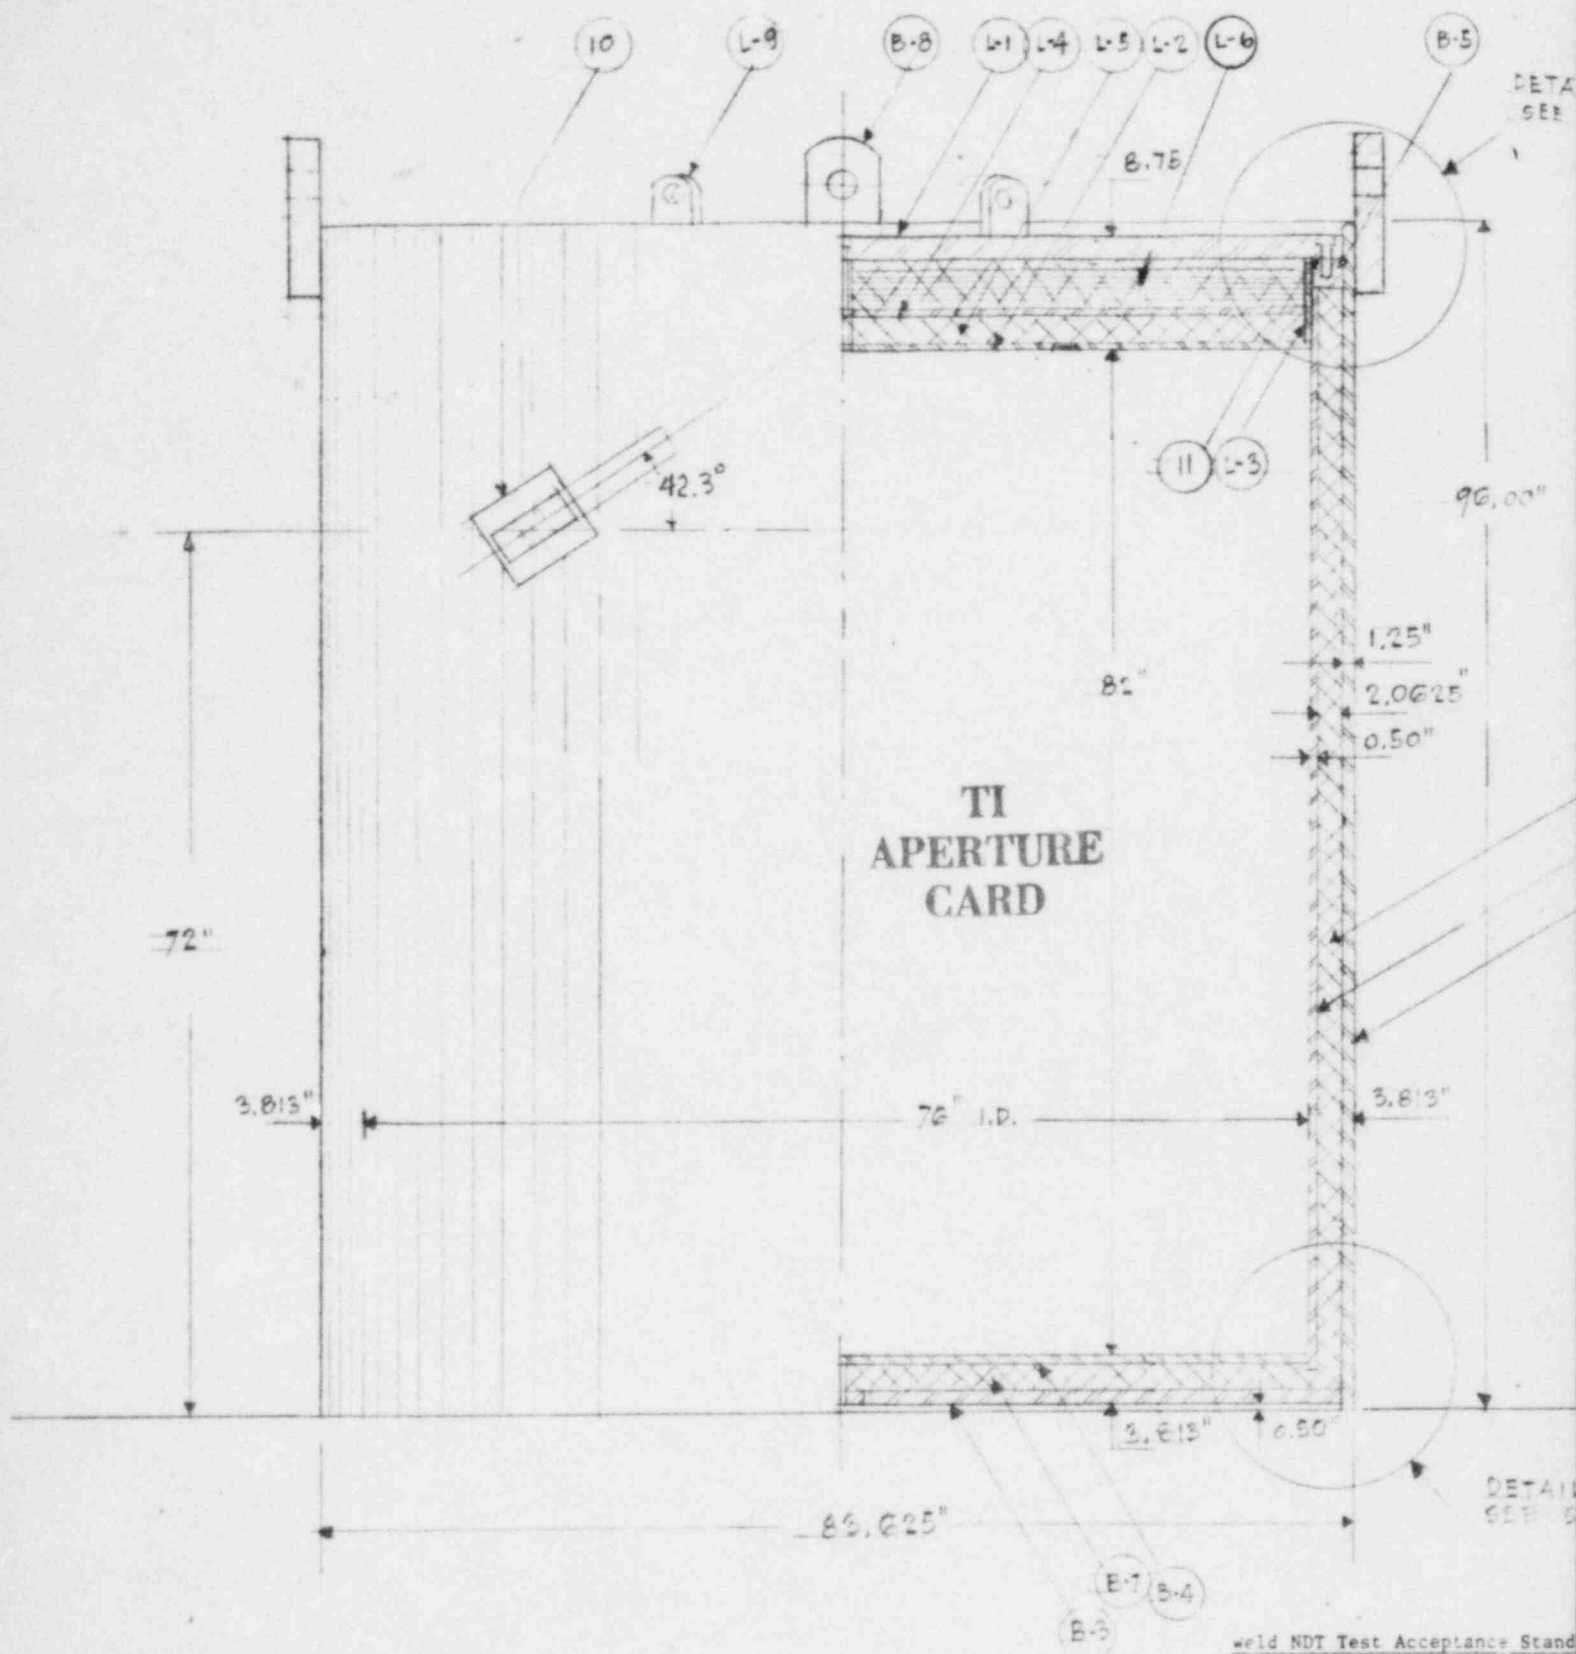 10
L-9
B-8
L-1
L-4
L-5
L-2
L-6
B-5
DETA
SEE
8.75
11
L-3
42.3°
96.00"
1.25"
2.0625"
0.50"
82"
TI
APERTURE
CARD
72"
3.813"
76" I.D.
3.813"
3.813"
0.50"
DETAIL
SEE
83.625"
B-7
B-4
B-3
Weld NDT Test Acceptance Stand